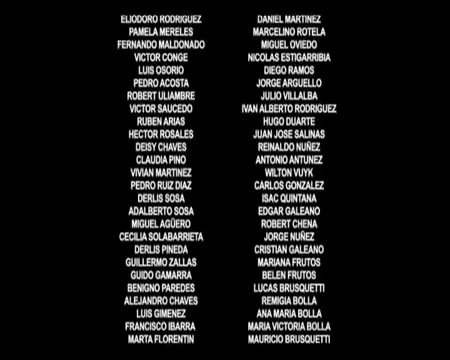 ELIODORO RODRIGUEZ DANIEL MARTINEZ
PAMELA MERELES MARCELINO ROTELA
FERNANDO MALDONADO MIGUEL OVIEDO
VICTOR CONGE NICOLAS ESTIGARRIBIA
LUIS OSORIO DIEGO RAMOS
PEDRO ACOSTA JORGE ARGUELLO
ROBERT ULIAMBRE JULIO VILLALBA
VICTOR SAUCEDO IVAN ALBERTO RODRIGUEZ
RUBEN ARIAS HUGO DUARTE
HECTOR ROSALES JUAN JOSE SALINAS
DEISY CHAVES REINALDO NUÑEZ
CLAUDIA PINO ANTONIO ANTUNEZ
VIVIAN MARTINEZ WILTON VUYK
PEDRO RUIZ DIAZ CARLOS GONZALEZ
DERLIS SOSA ISAC QUINTANA
ADALBERTO SOSA EDGAR GALEANO
MIGUEL AGÜERO ROBERT CHENA
CECILIA SOLABARRIETA JORGE NUÑEZ
DERLIS PINEDA CRISTIAN GALEANO
GUILLERMO ZALLAS MARIANA FRUTOS
GUIDO GAMARRA BELEN FRUTOS
BENIGNO PAREDES LUCAS BRUSQUETTI
ALEJANDRO CHAVES REMIGIA BOLLA
LUIS GIMENEZ ANA MARIA BOLLA
FRANCISCO IBARRA MARIA VICTORIA BOLLA
MARTA FLORENTIN MAURICIO BRUSQUETTI